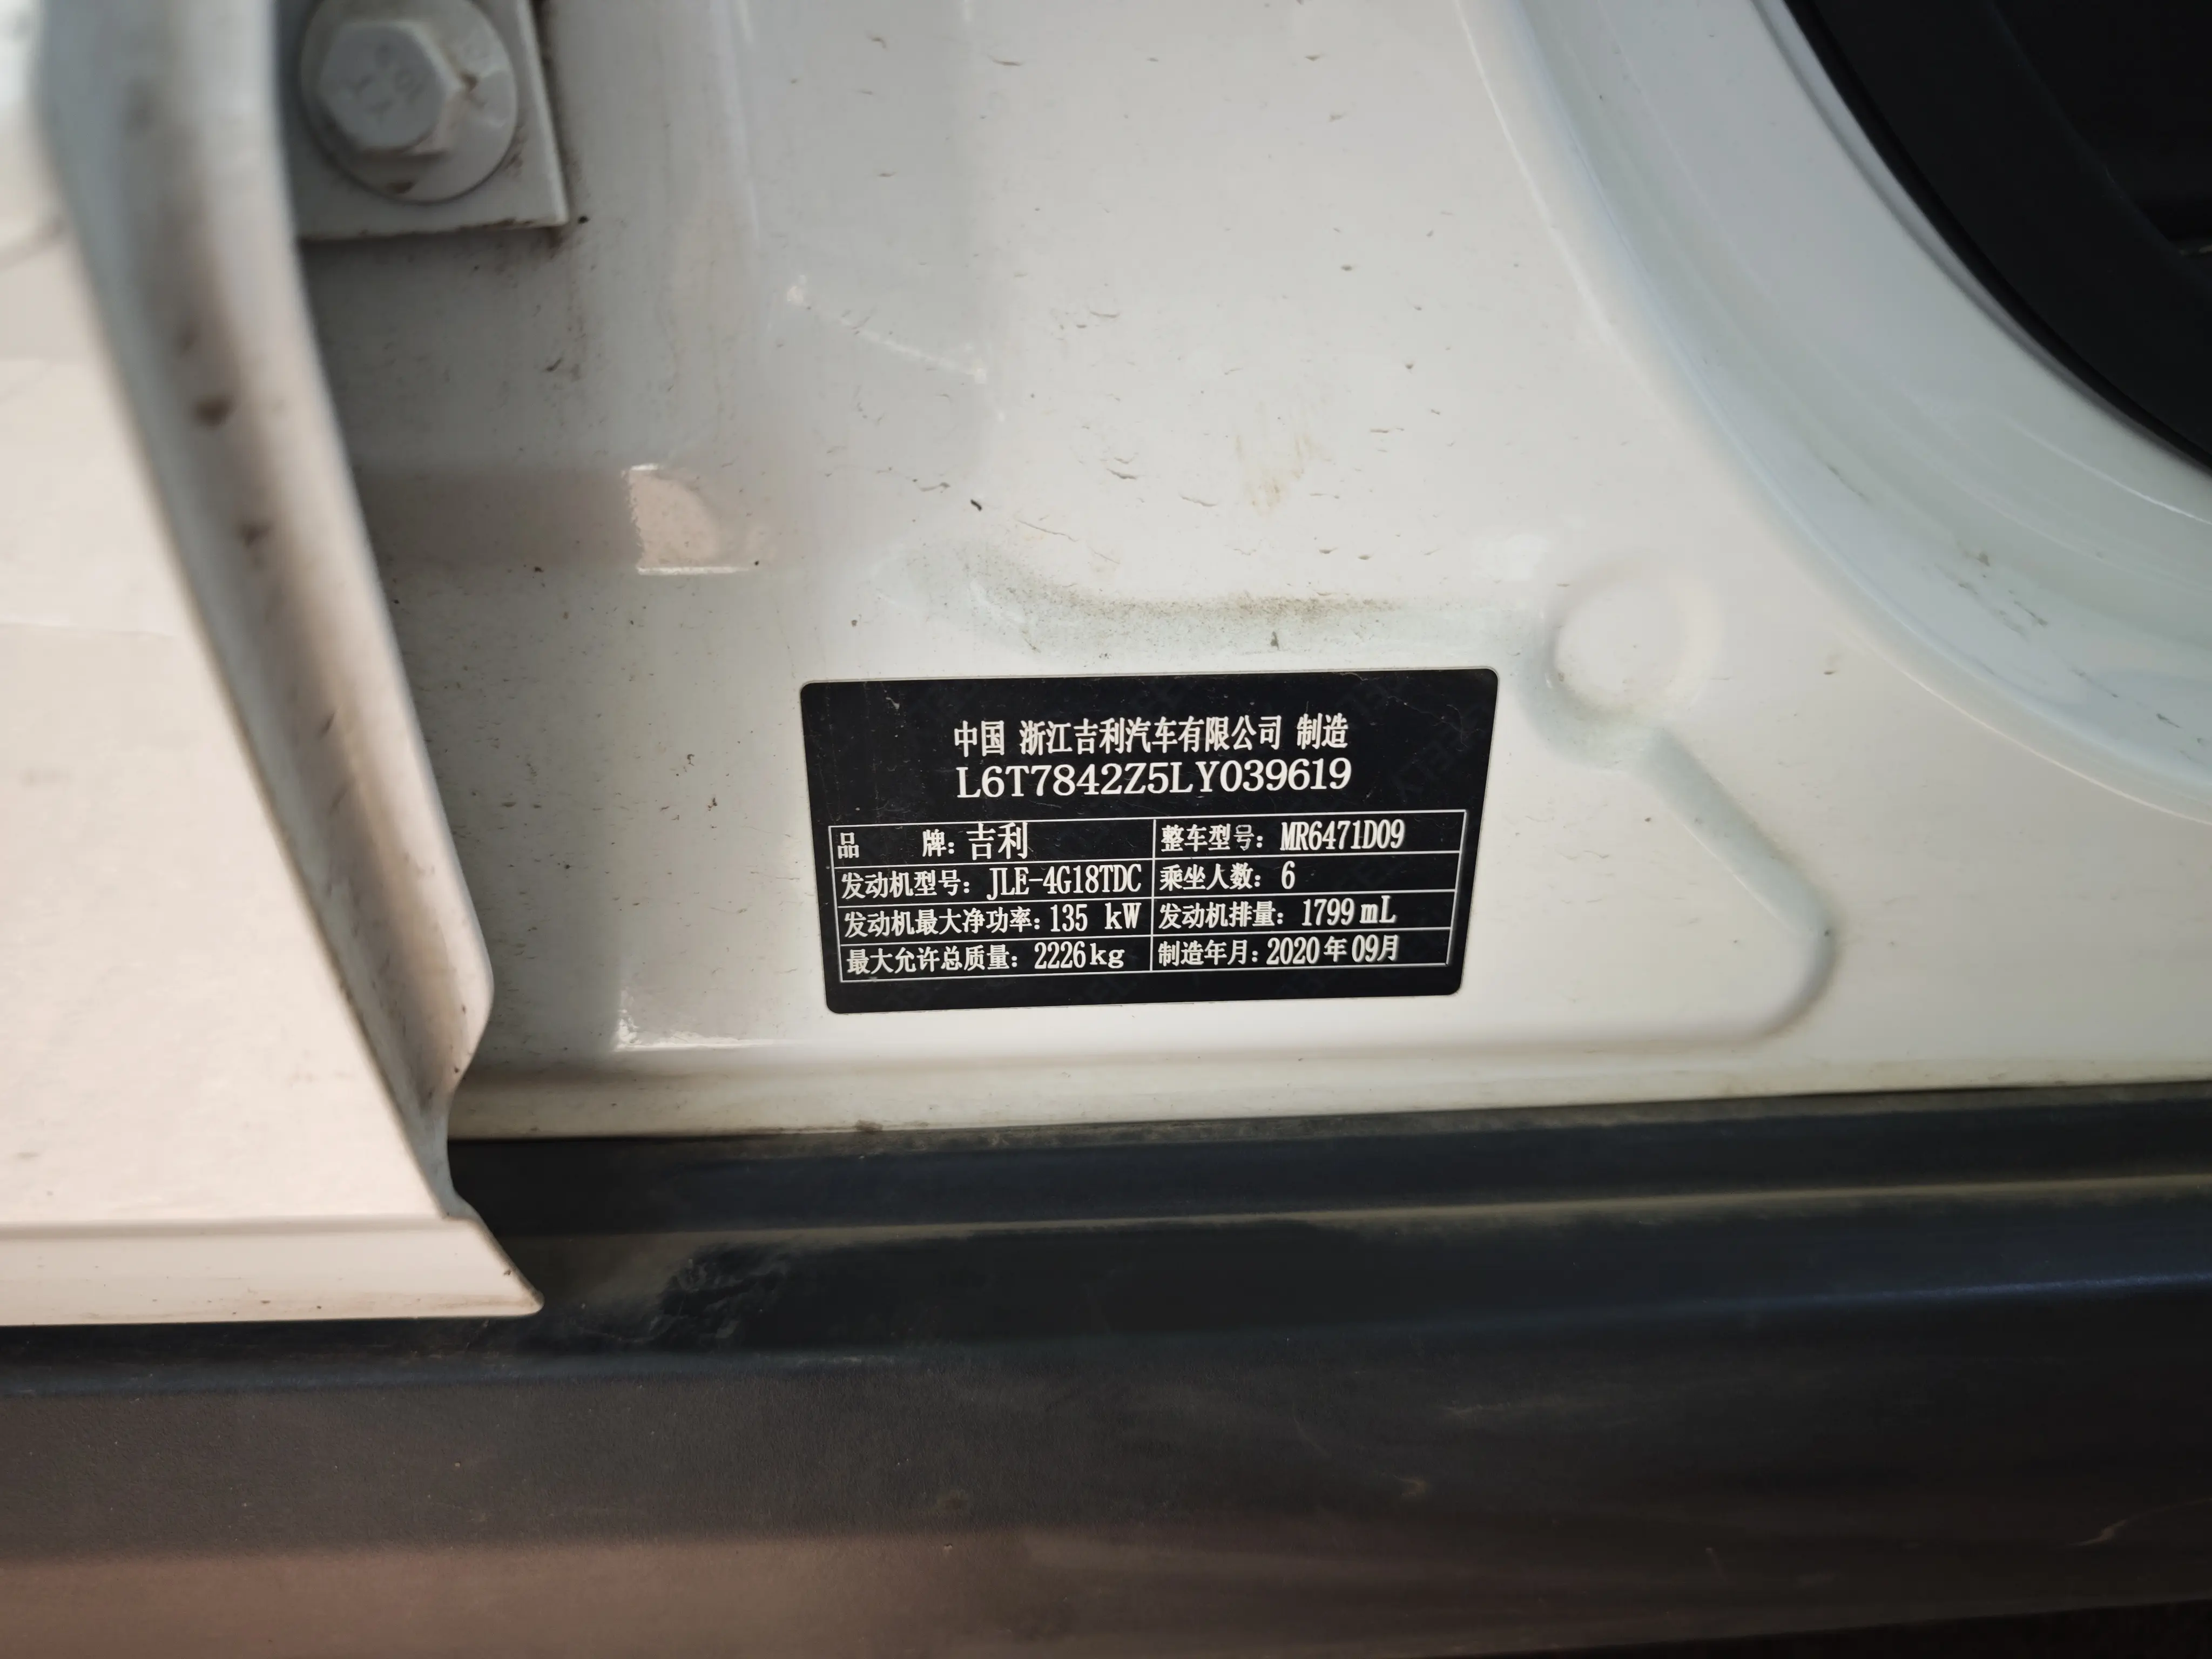 中国 浙江吉利汽车有限公司 制造
L6T7842Z5LY039619
品 牌：吉利 整车型号：MR6471D09
发动机型号：JLE-4G18TDC 乘坐人数：6
发动机最大净功率：135 kW 发动机排量：1799mL
最大允许总质量：2226kg 制造年月：2020年09月